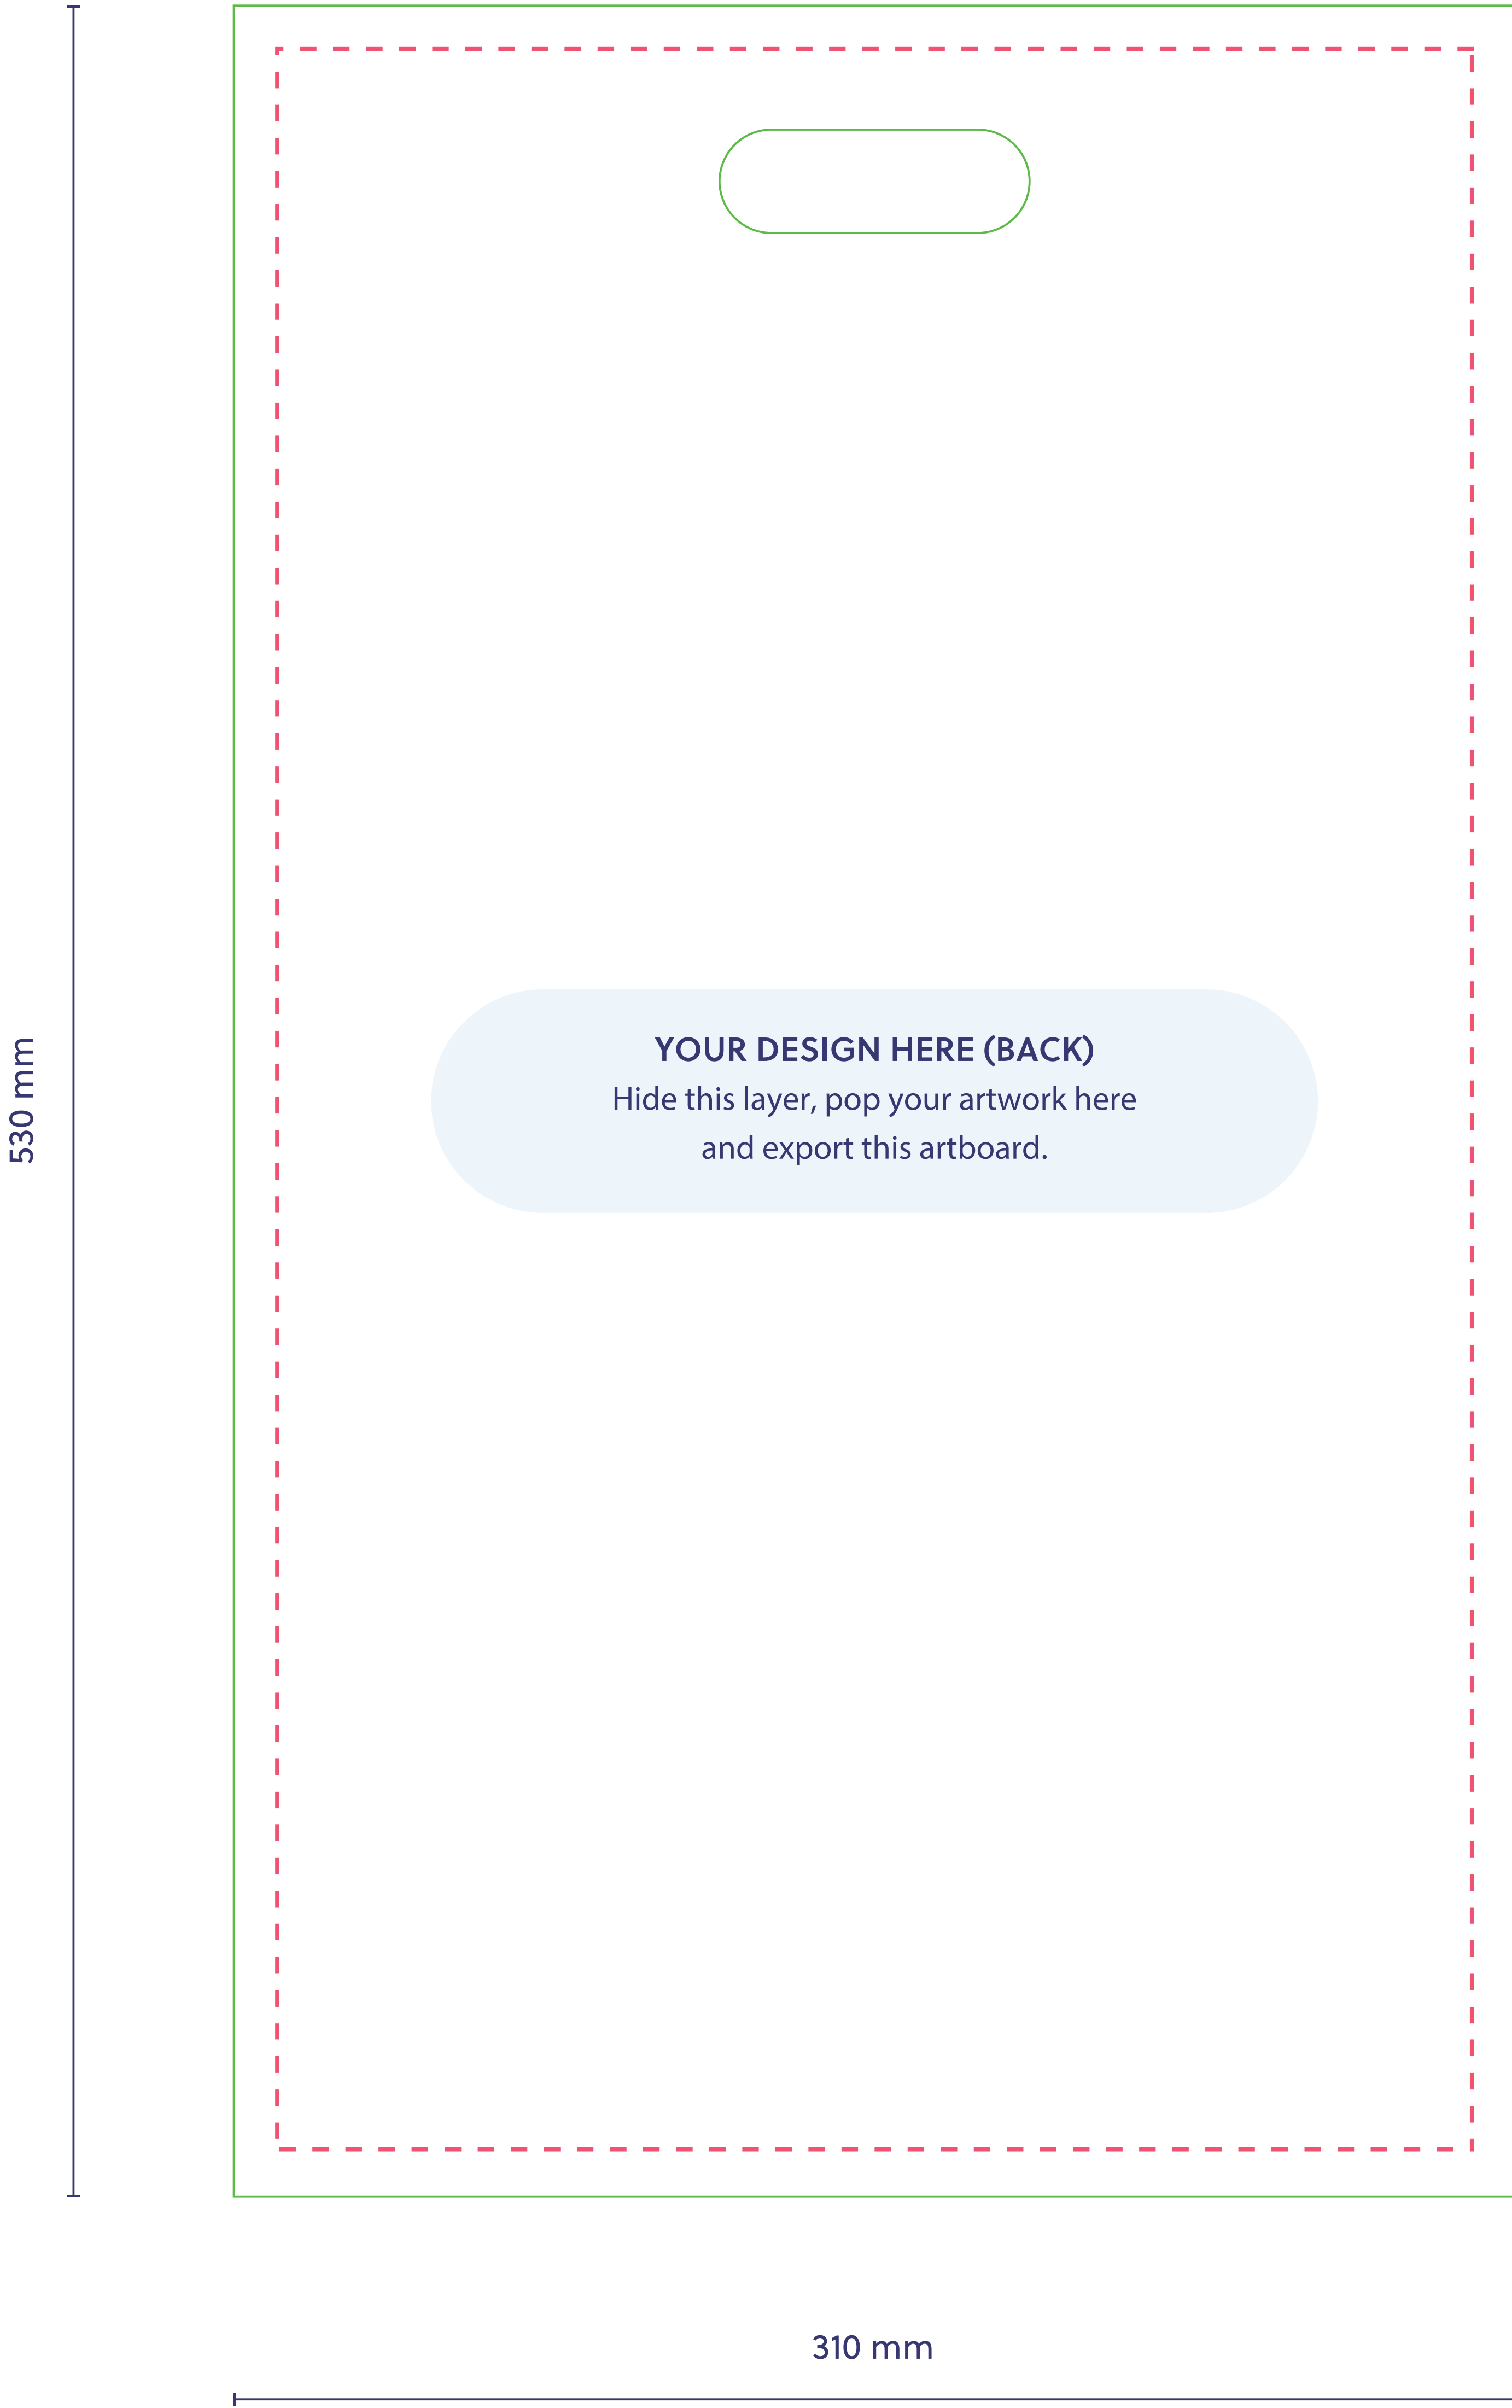 530 mm
YOUR DESIGN HERE (BACK)
Hide this layer, pop your artwork here
and export this artboard.
310 mm